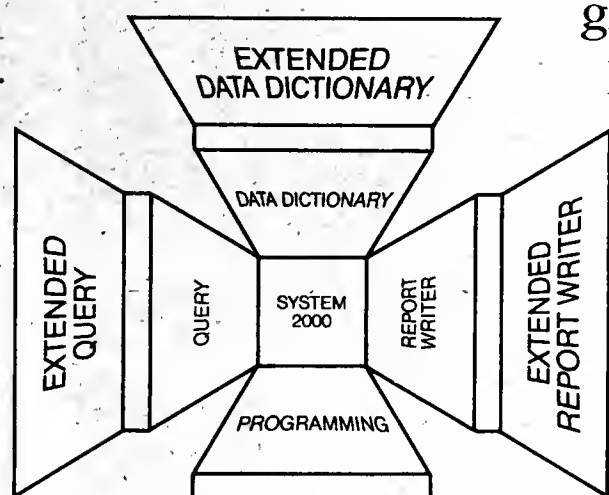 g
EXTENDED
DATA DICTIONARY
DATA DICTIONARY
EXTENDED
QUERY
QUERY
SYSTEM
2000
REPORT
WRITER
EXTENDED
REPORT WRITER
PROGRAMMING